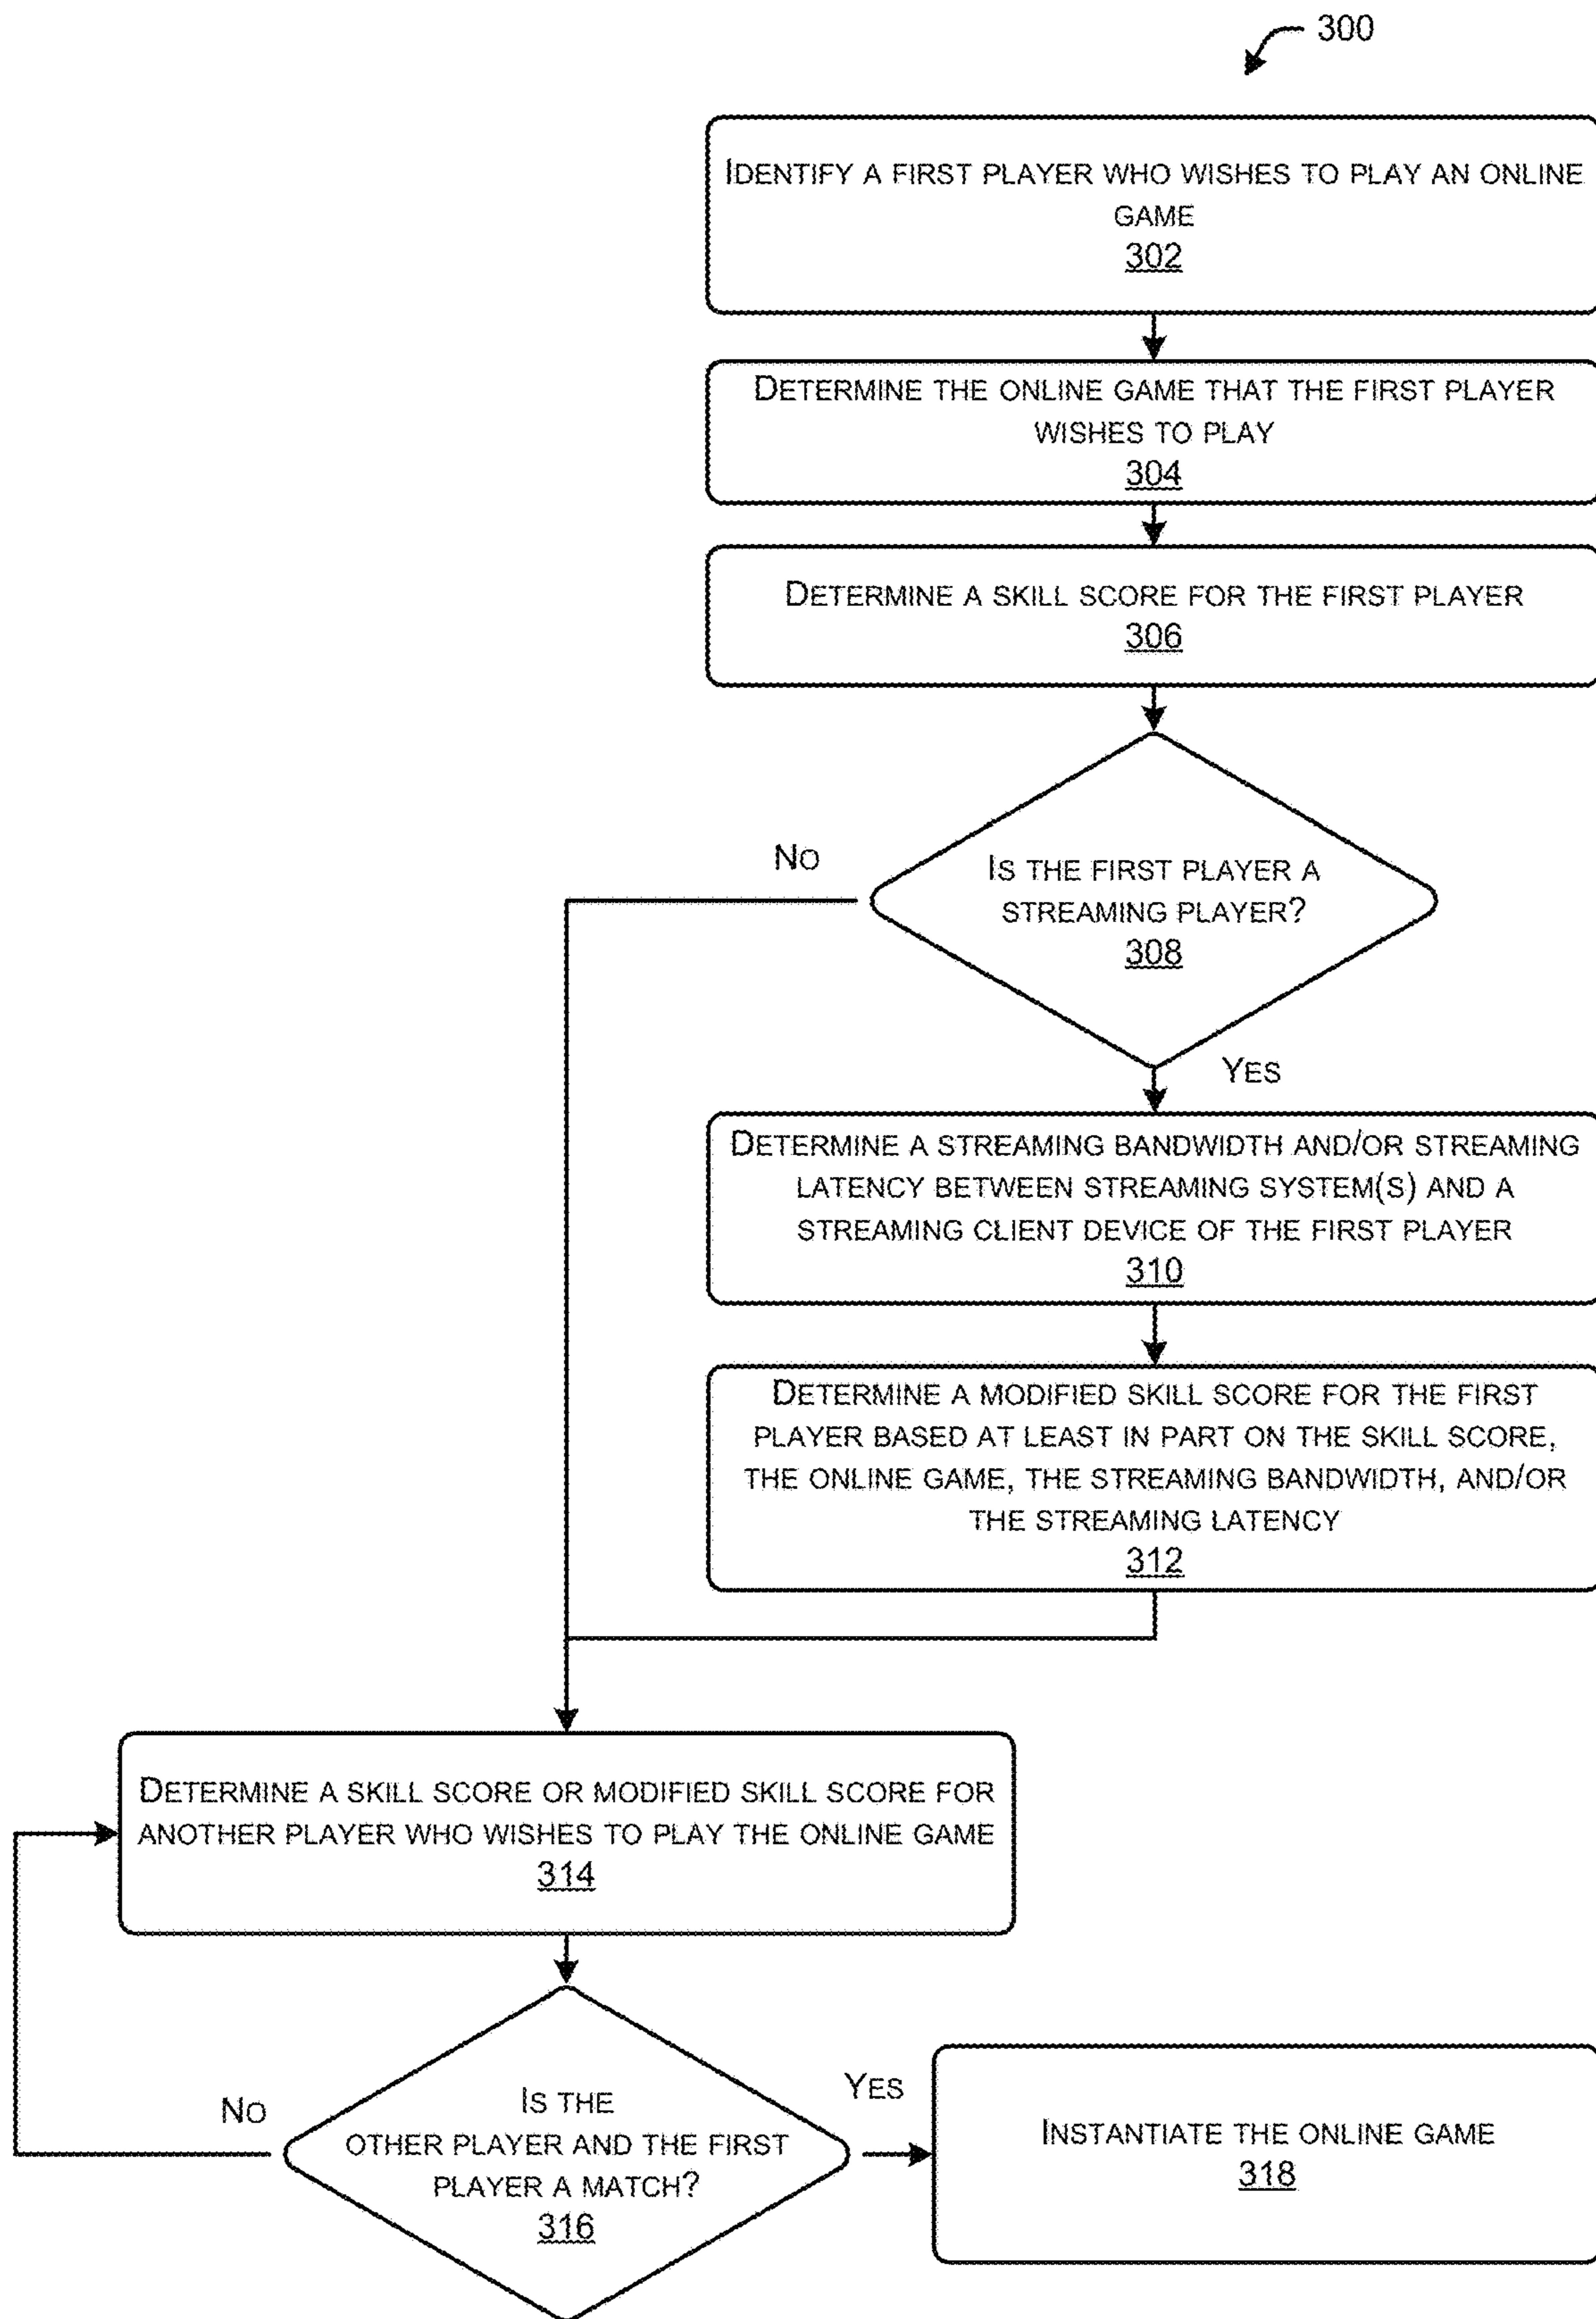 300
IDENTIFY A FIRST PLAYER WHO WISHES TO PLAY AN ONLINE
GAME
302
DETERMINE THE ONLINE GAME THAT THE FIRST PLAYER
WISHES TO PLAY
304
DETERMINE A SKILL SCORE FOR THE FIRST PLAYER
306
NO
IS THE FIRST PLAYER A
STREAMING PLAYER?
308
YES
DETERMINE A STREAMING BANDWIDTH AND/OR STREAMING
LATENCY BETWEEN STREAMING SYSTEM(S) AND A
STREAMING CLIENT DEVICE OF THE FIRST PLAYER
310
DETERMINE A MODIFIED SKILL SCORE FOR THE FIRST
PLAYER BASED AT LEAST IN PART ON THE SKILL SCORE,
THE ONLINE GAME, THE STREAMING BANDWIDTH, AND/OR
THE STREAMING LATENCY
312
DETERMINE A SKILL SCORE OR MODIFIED SKILL SCORE FOR
ANOTHER PLAYER WHO WISHES TO PLAY THE ONLINE GAME
314
NO
IS THE
OTHER PLAYER AND THE FIRST
PLAYER A MATCH?
316
YES
INSTANTIATE THE ONLINE GAME
318